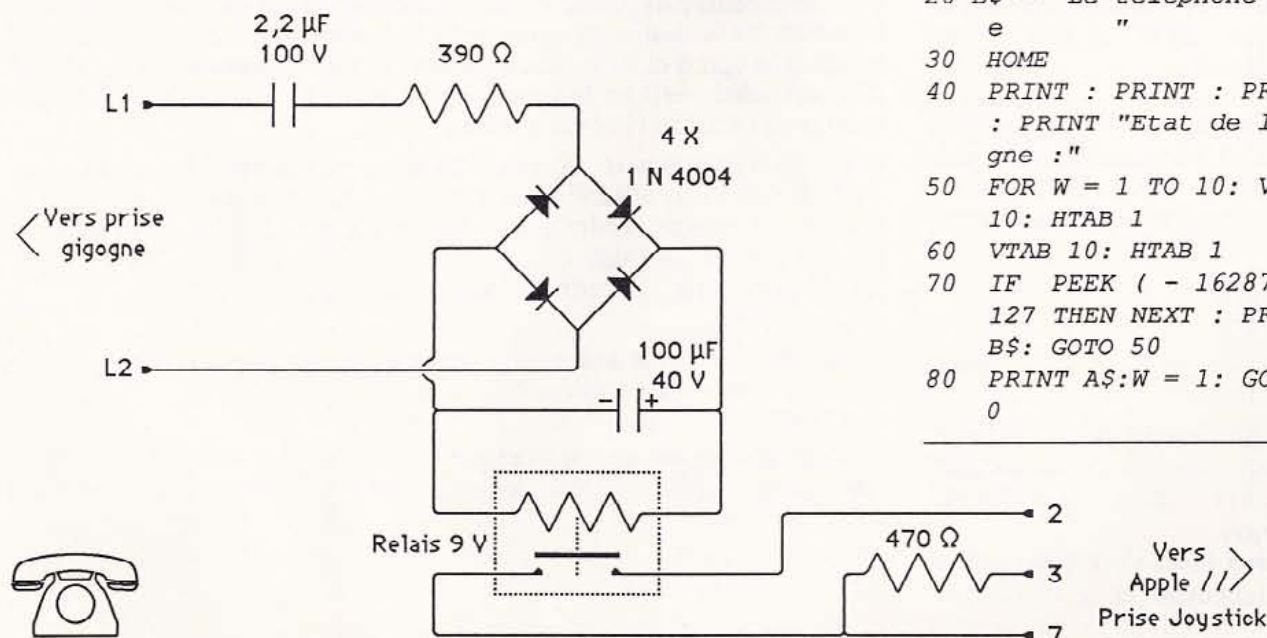 2,2 µF
100 V
390 Ω
L1
4 X
1 N 4004
Vers prise
gigogne
L2
100 µF
40 V
- +
Relais 9 V
2
470 Ω
3
7
Vers
Apple //
Prise Joystick
telephone
e "
30 HOME
40 PRINT : PRINT :
: PRINT "Etat de
gne :"
50 FOR W = 1 TO 10:
10: HTAB 1
60 VTAB 10: HTAB 1
70 IF PEEK ( - 16287
127 THEN NEXT :
B$: GOTO 50
80 PRINT A$:W = 1:
0